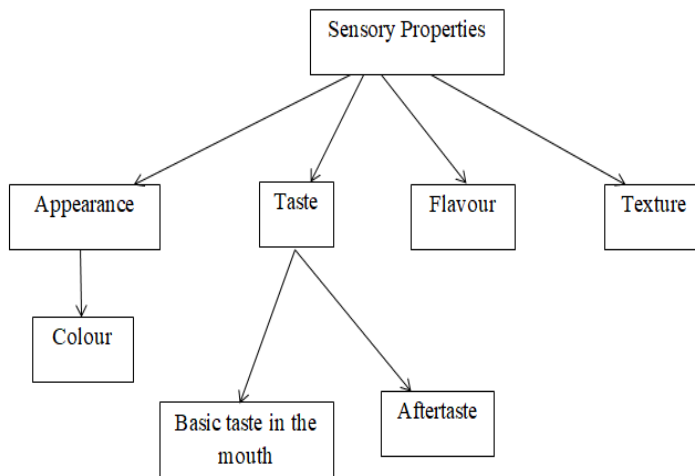 Sensory Properties
Appearance
Taste
Flavour
Texture
Colour
Basic taste in the
mouth
Aftertaste